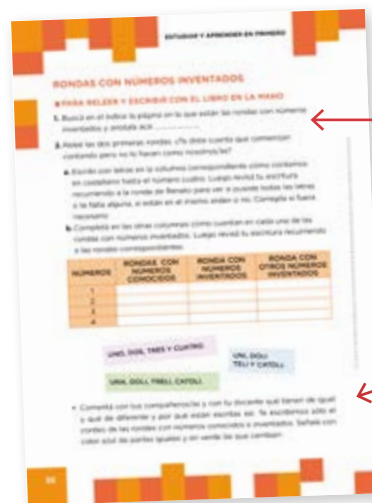 ESTUDIAR Y APRENDER EN PRIMERO
RONDAS CON NÚMEROS INVENTADOS
PARA RELEER Y ESCRIBIR CON EL LIBRO EN LA MANO
1. Buscá en el índice la página en la que están las rondas con números
inventados y anotala acá
2. Releé las dos primeras rondas. ¿Te diste cuenta que comienzan
contando pero no lo hacen como nosotros/as?
a. Escribí con letras en la columna correspondiente cómo contamos
en castellano hasta el número cuatro. Luego revisá tu escritura
recurriendo a la ronda de Renato para ver si pusiste todas las letras
o te falta alguna, si están en el mismo orden o no. Corregila si fuera
necesario.
b. Completá en las otras columnas cómo cuentan en cada una de las
rondas con números inventados. Luego revisá tu escritura recurriendo
a las rondas correspondientes.
NÚMEROS
RONDAS CON
NÚMEROS
CONOCIDOS
RONDA CON
NÚMEROS
INVENTADOS
RONDA CON
OTROS NÚMEROS
INVENTADOS
1
2
3
4
UNO, DOS, TRES Y CUATRO.
UNI, DOLI
TELI Y CATOLI.
UNA, DOLI, TRELI, CATOLI.
• Comentá con tus compañeros/as y con tu docente qué tienen de igual
y qué de diferente y por qué están escritas así. Te escribimos sólo el
conteo de las rondas con números conocidos e inventados. Señalá con
color azul las partes iguales y en verde las que cambian.